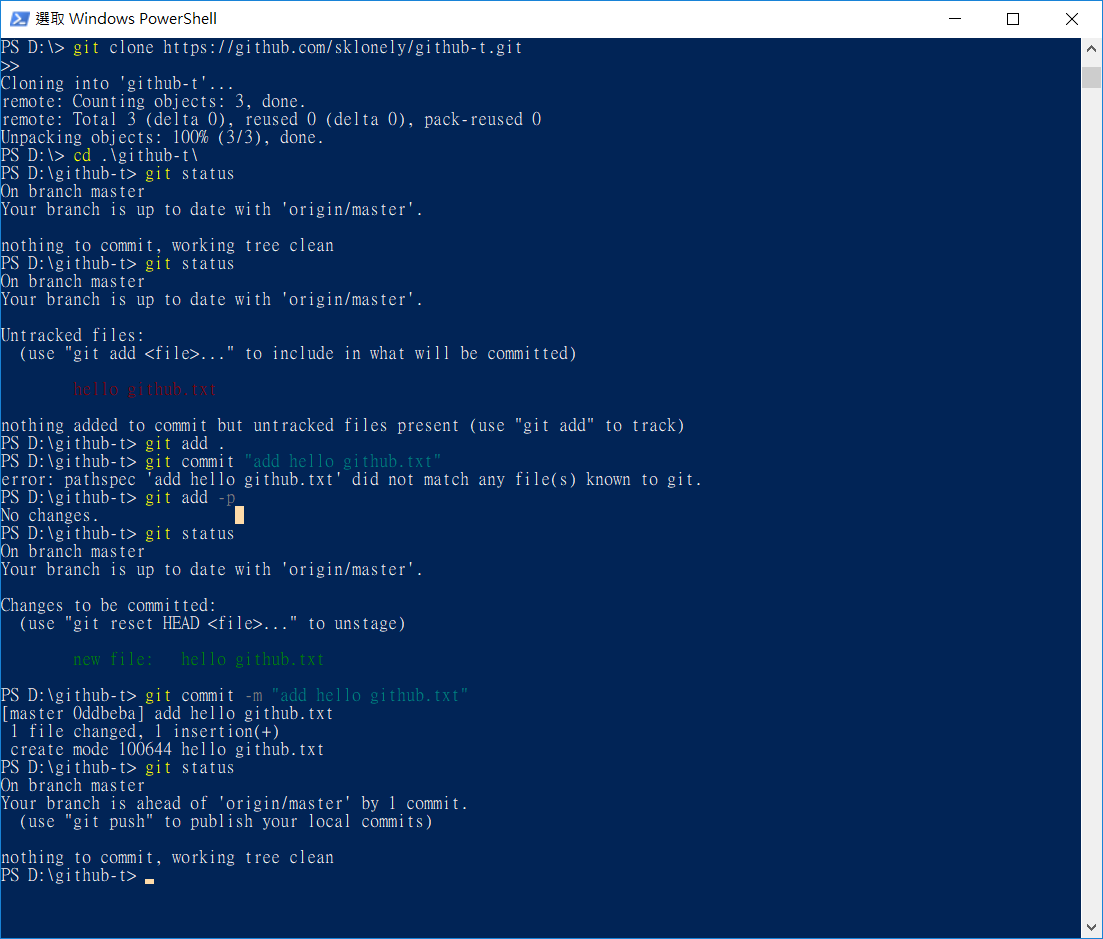 選取 Windows PowerShell
PS D:\> git clone https://github.com/sklonely/github-t.git
>>
Cloning into 'github-t'...
remote: Counting objects: 3, done.
remote: Total 3 (delta 0), reused 0 (delta 0), pack-reused 0
Unpacking objects: 100% (3/3), done.
PS D:\> cd .\github-t\
PS D:\github-t> git status
On branch master
Your branch is up to date with 'origin/master'.
nothing to commit, working tree clean
PS D:\github-t> git status
On branch master
Your branch is up to date with 'origin/master'.
Untracked files:
(use "git add <file>..." to include in what will be committed)
hello github.txt
nothing added to commit but untracked files present (use "git add" to track)
PS D:\github-t> git add .
PS D:\github-t> git commit "add hello github.txt"
error: pathspec 'add hello github.txt' did not match any file(s) known to git.
PS D:\github-t> git add -p
No changes.
PS D:\github-t> git status
On branch master
Your branch is up to date with 'origin/master'.
Changes to be committed:
(use "git reset HEAD <file>..." to unstage)
new file:   hello github.txt
PS D:\github-t> git commit -m "add hello github.txt"
[master 0ddbeba] add hello github.txt
1 file changed, 1 insertion(+)
create mode 100644 hello github.txt
PS D:\github-t> git status
On branch master
Your branch is ahead of 'origin/master' by 1 commit.
(use "git push" to publish your local commits)
nothing to commit, working tree clean
PS D:\github-t>